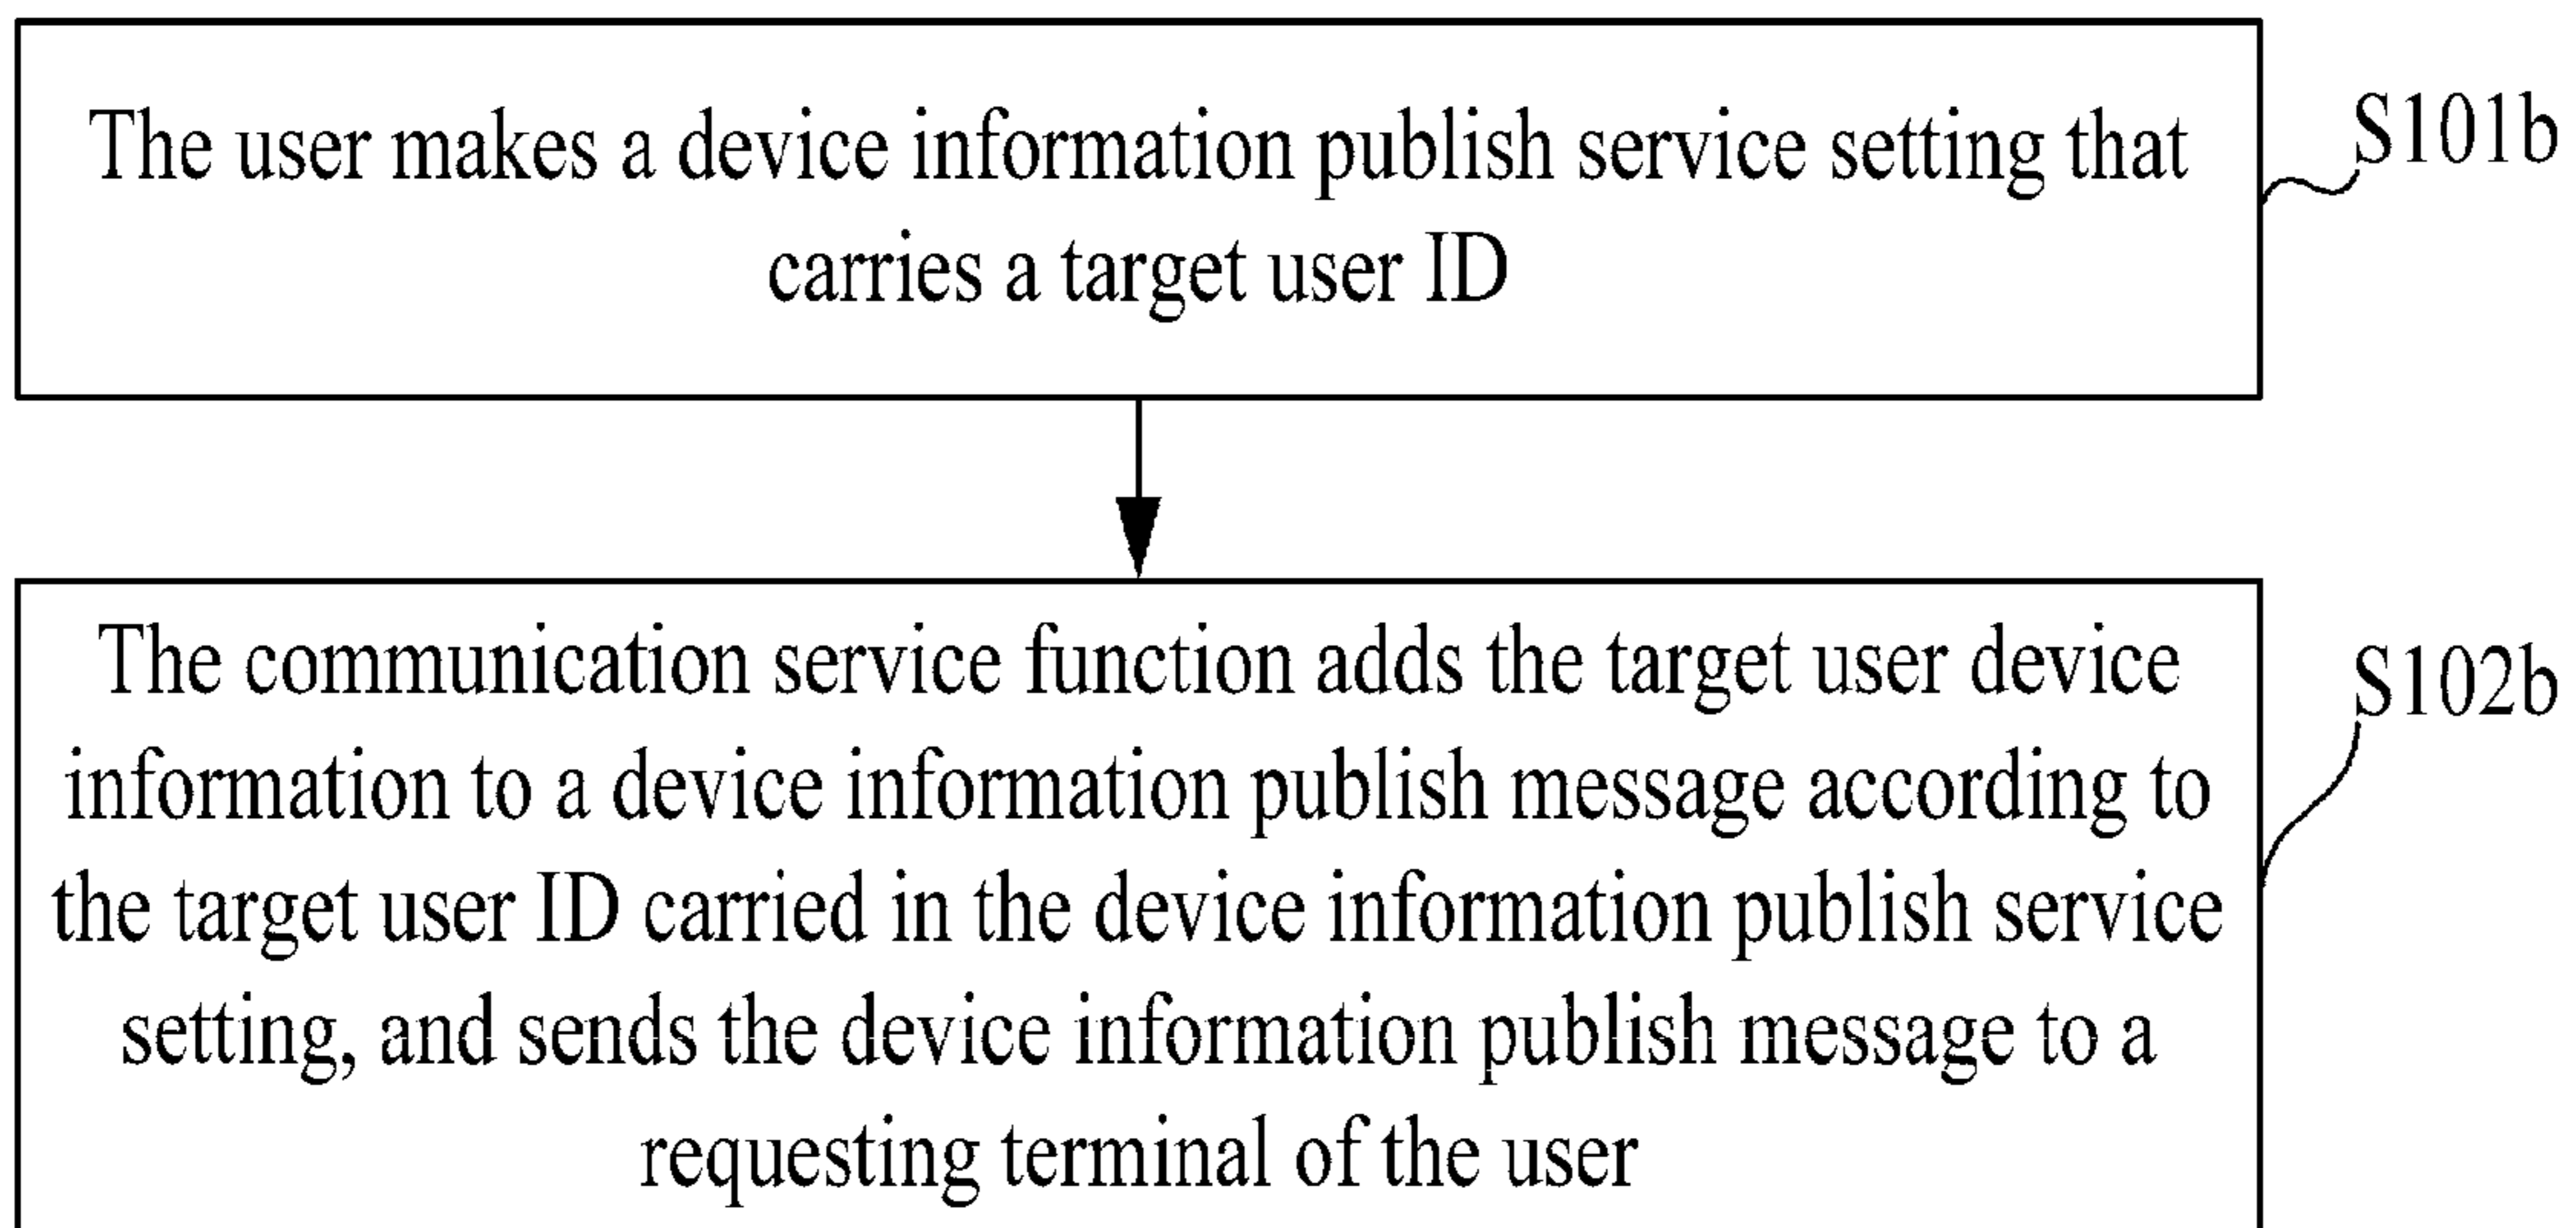 The user makes a device information publish service setting that
carries a target user ID
S101b
The communication service function adds the target user device
information to a device information publish message according to
the target user ID carried in the device information publish service
setting, and sends the device information publish message to a
requesting terminal of the user
S102b